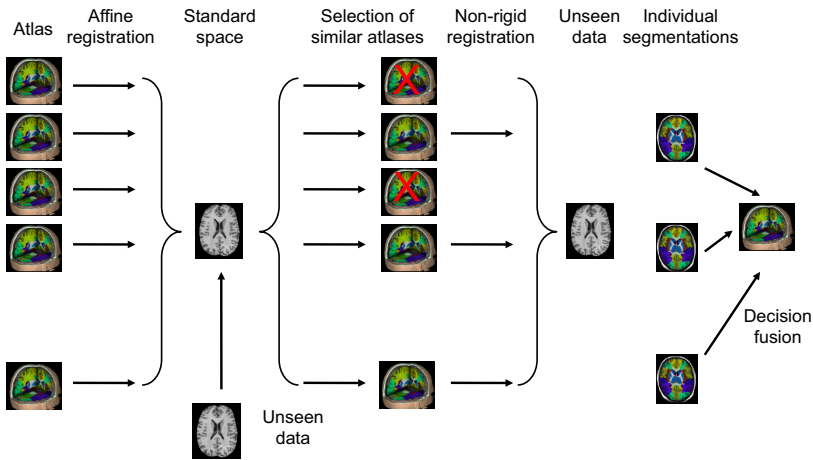 Atlas
Affine
registration
Standard
space
Selection of
similar atlases
Non-rigid
registration
Unseen
data
Individual
segmentations
Decision
fusion
Unseen
data